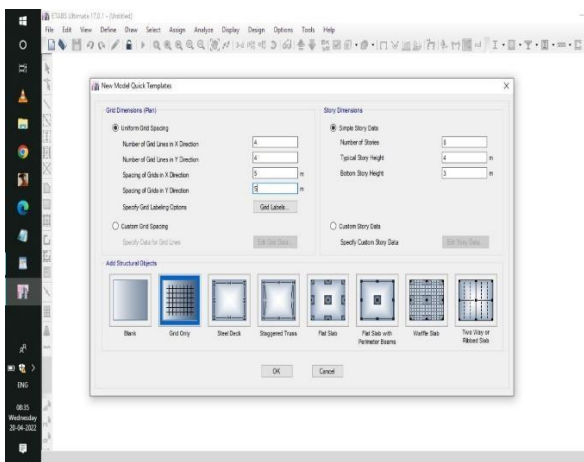 ETABS Ultimate 17.0.1 - (Untitled)
File Edit View Define Draw Select Assign Analyze Display Design Options Tools Help
New Model Quick Templates
Grid Dimensions (Plan)
Uniform Grid Spacing
Number of Grid Lines in X Direction 4
Number of Grid Lines in Y Direction 4
Spacing of Grids in X Direction 5 m
Spacing of Grids in Y Direction 5 m
Specify Grid Labeling Options Grid Labels...
Custom Grid Spacing
Specify Data for Grid Lines Edit Grid Data...
Story Dimensions
Simple Story Data
Number of Stories
Typical Story Height 4 m
Bottom Story Height 3 m
Custom Story Data
Specify Custom Story Data Edit Story Data...
Add Structural Objects
Blank Grid Only Steel Deck Staggered Truss Flat Slab Flat Slab with Perimeter Beams Waffle Slab Two Way or Ribbed Slab
OK Cancel
ENG
08:35
Wednesday
20-04-2022